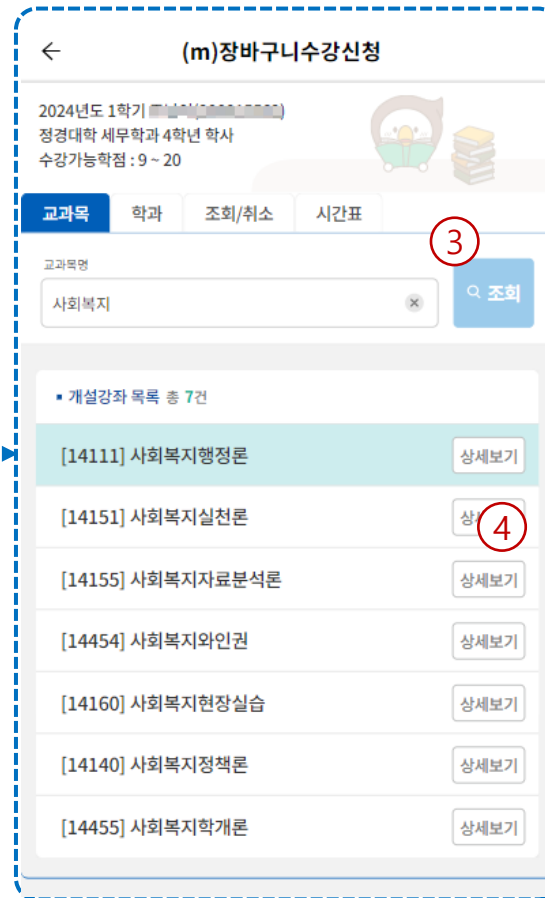 (m)장바구니수강신청
2024년도 1학기
정경대학 세무학과 4학년 학사
수강가능학점 : 9 ~ 20
교과목 학과 조회/취소 시간표
③
교과목명
사회복지
조회
개설강좌 목록 총 7건
[14111] 사회복지행정론 상세보기
[14151] 사회복지실천론 상
④
[14155] 사회복지자료분석론 상세보기
[14454] 사회복지와인권 상세보기
[14160] 사회복지현장실습 상세보기
[14140] 사회복지정책론 상세보기
[14455] 사회복지학개론 상세보기